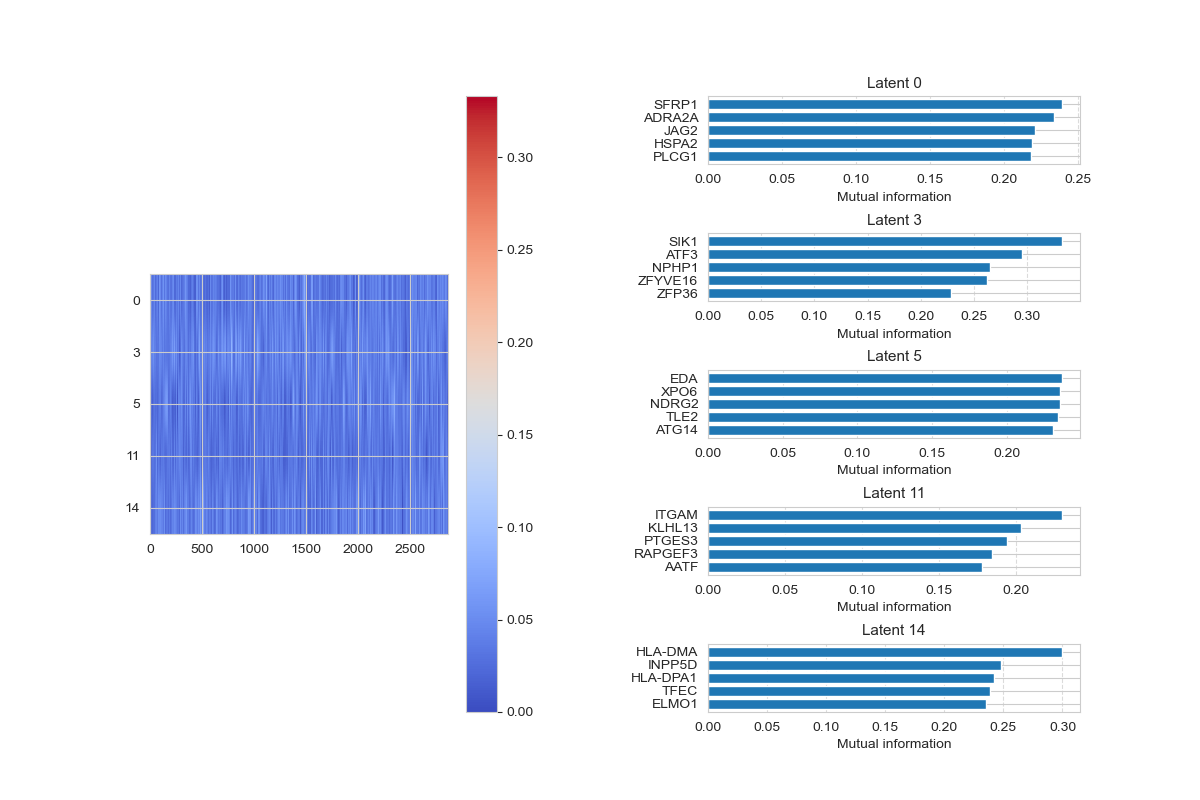 0
3
5
11
14
0 500 1000 1500 2000 2500
0.30
0.25
0.20
0.15
0.10
0.05
0.00
Latent 0
SFRP1
ADRA2A
JAG2
HSPA2
PLCG1
0.00 0.05 0.10 0.15 0.20 0.25
Mutual information
Latent 3
SIK1
ATF3
NPHP1
ZFYVE16
ZFP36
0.00 0.05 0.10 0.15 0.20 0.25 0.30
Mutual information
Latent 5
EDA
XPO6
NDRG2
TLE2
ATG14
0.00 0.05 0.10 0.15 0.20
Mutual information
Latent 11
ITGAM
KLHL13
PTGES3
RAPGEF3
AATF
0.00 0.05 0.10 0.15 0.20
Mutual information
Latent 14
HLA-DMA
INPP5D
HLA-DPA1
TFEC
ELMO1
0.00 0.05 0.10 0.15 0.20 0.25 0.30
Mutual information